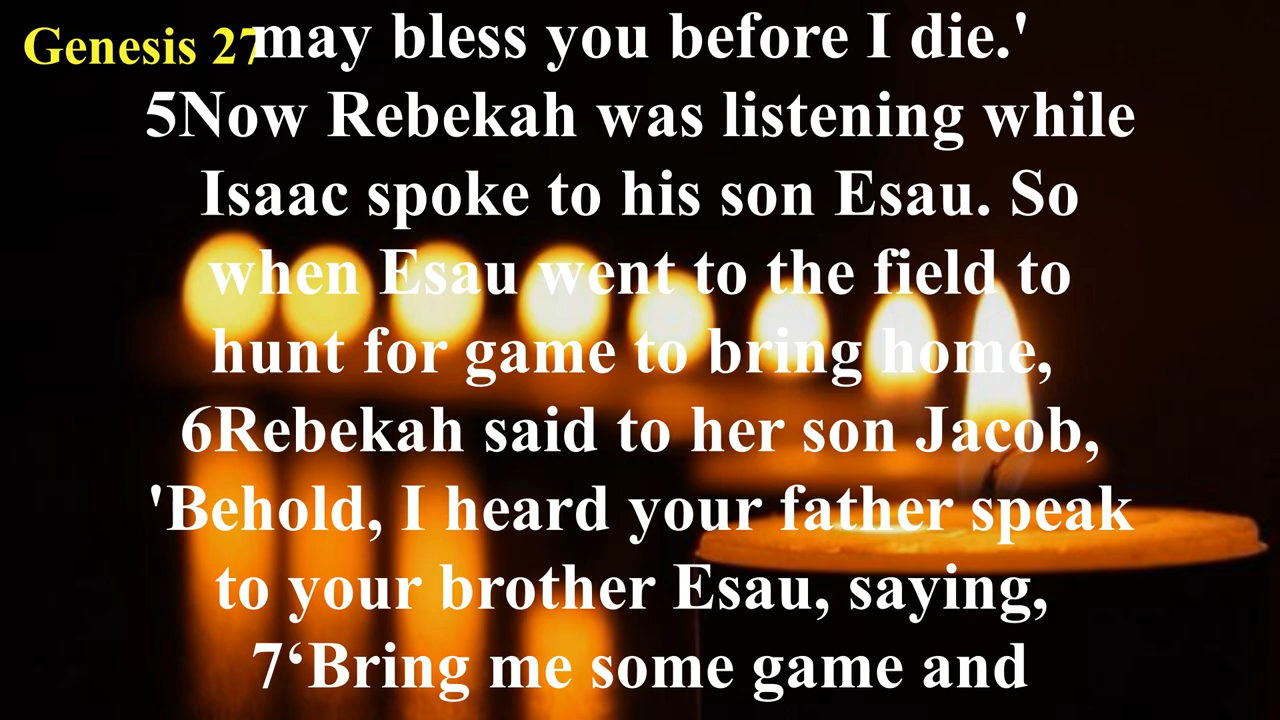 Genesis 27
may bless you before I die.'
5Now Rebekah was listening while
Isaac spoke to his son Esau. So
when Esau went to the field to
hunt for game to bring home,
6Rebekah said to her son Jacob,
'Behold, I heard your father speak
to your brother Esau, saying,
7‘Bring me some game and